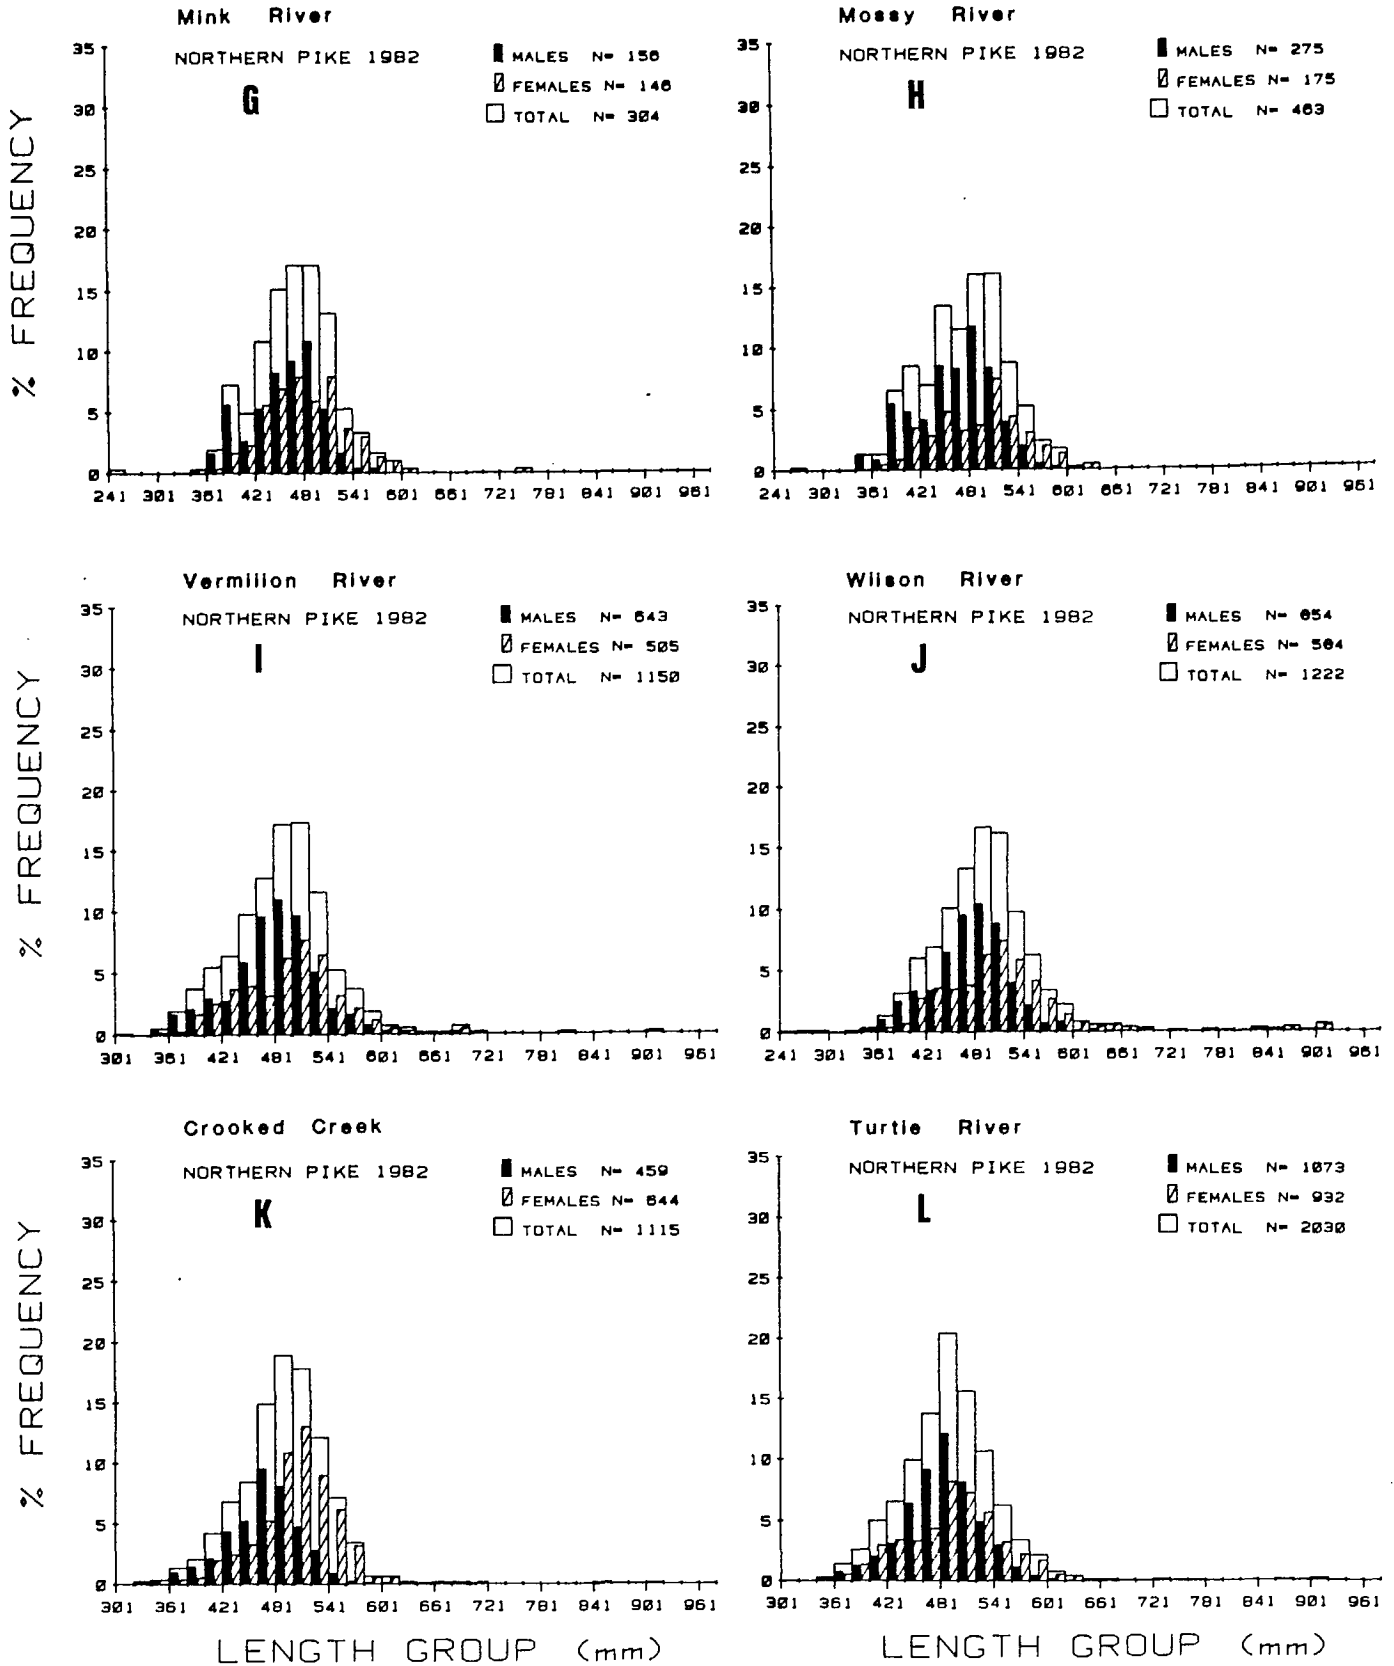 Mink River
NORTHERN PIKE 1982
G
MALES N= 156
FEMALES N= 146
TOTAL N= 304
35
30
25
20
15
10
5
0
% FREQUENCY
241 301 361 421 481 541 601 661 721 781 841 901 961
Mossy River
NORTHERN PIKE 1982
H
MALES N= 275
FEMALES N= 175
TOTAL N= 463
35
30
25
20
15
10
5
0
241 301 361 421 481 541 601 661 721 781 841 901 961
Vermilion River
NORTHERN PIKE 1982
I
MALES N= 643
FEMALES N= 505
TOTAL N= 1150
35
30
25
20
15
10
5
0
% FREQUENCY
301 361 421 481 541 601 661 721 781 841 901 961
Wilson River
NORTHERN PIKE 1982
J
MALES N= 654
FEMALES N= 564
TOTAL N= 1222
35
30
25
20
15
10
5
0
241 301 361 421 481 541 601 661 721 781 841 901 961
Crooked Creek
NORTHERN PIKE 1982
K
MALES N= 459
FEMALES N= 644
TOTAL N= 1115
35
30
25
20
15
10
5
0
% FREQUENCY
301 361 421 481 541 601 661 721 781 841 901 961
LENGTH GROUP (mm)
Turtle River
NORTHERN PIKE 1982
L
MALES N= 1073
FEMALES N= 932
TOTAL N= 2030
35
30
25
20
15
10
5
0
301 361 421 481 541 601 661 721 781 841 901 961
LENGTH GROUP (mm)